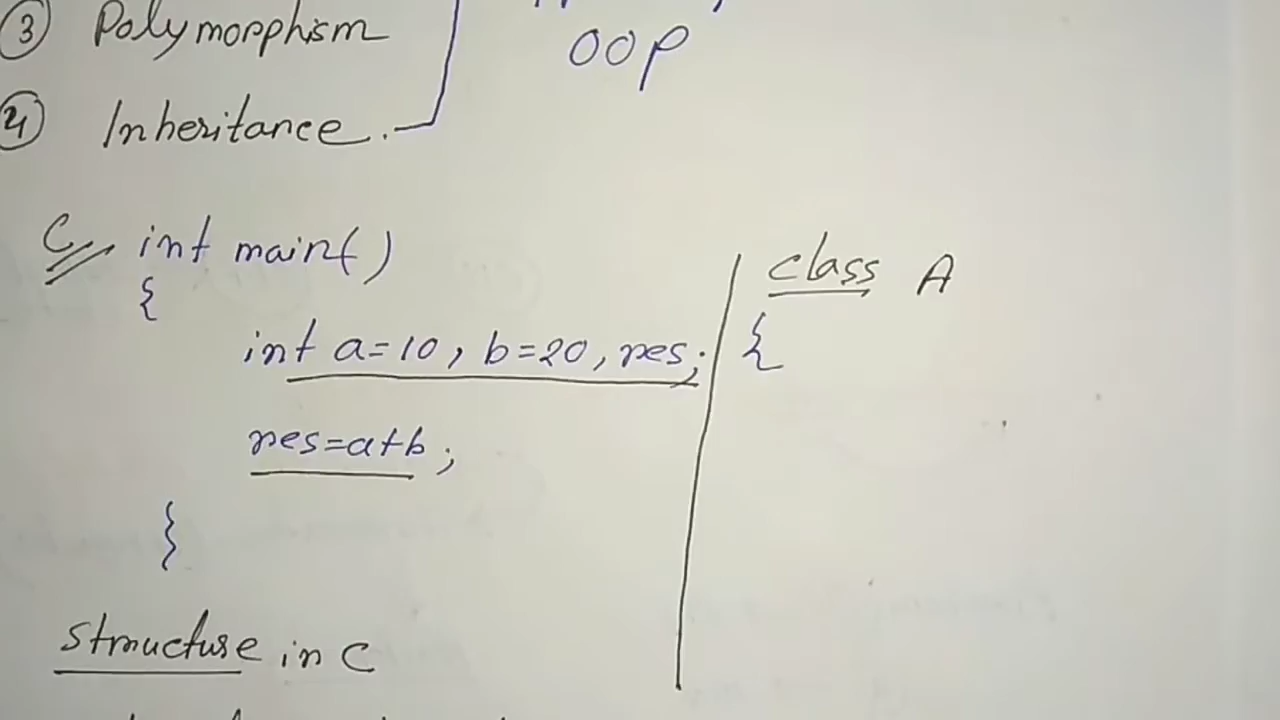 ③ Polymorphism
④ Inheritance.
OOP
C int main()
{
int a=10, b=20, res;
res=a+b;
}
class A
{
structure in C